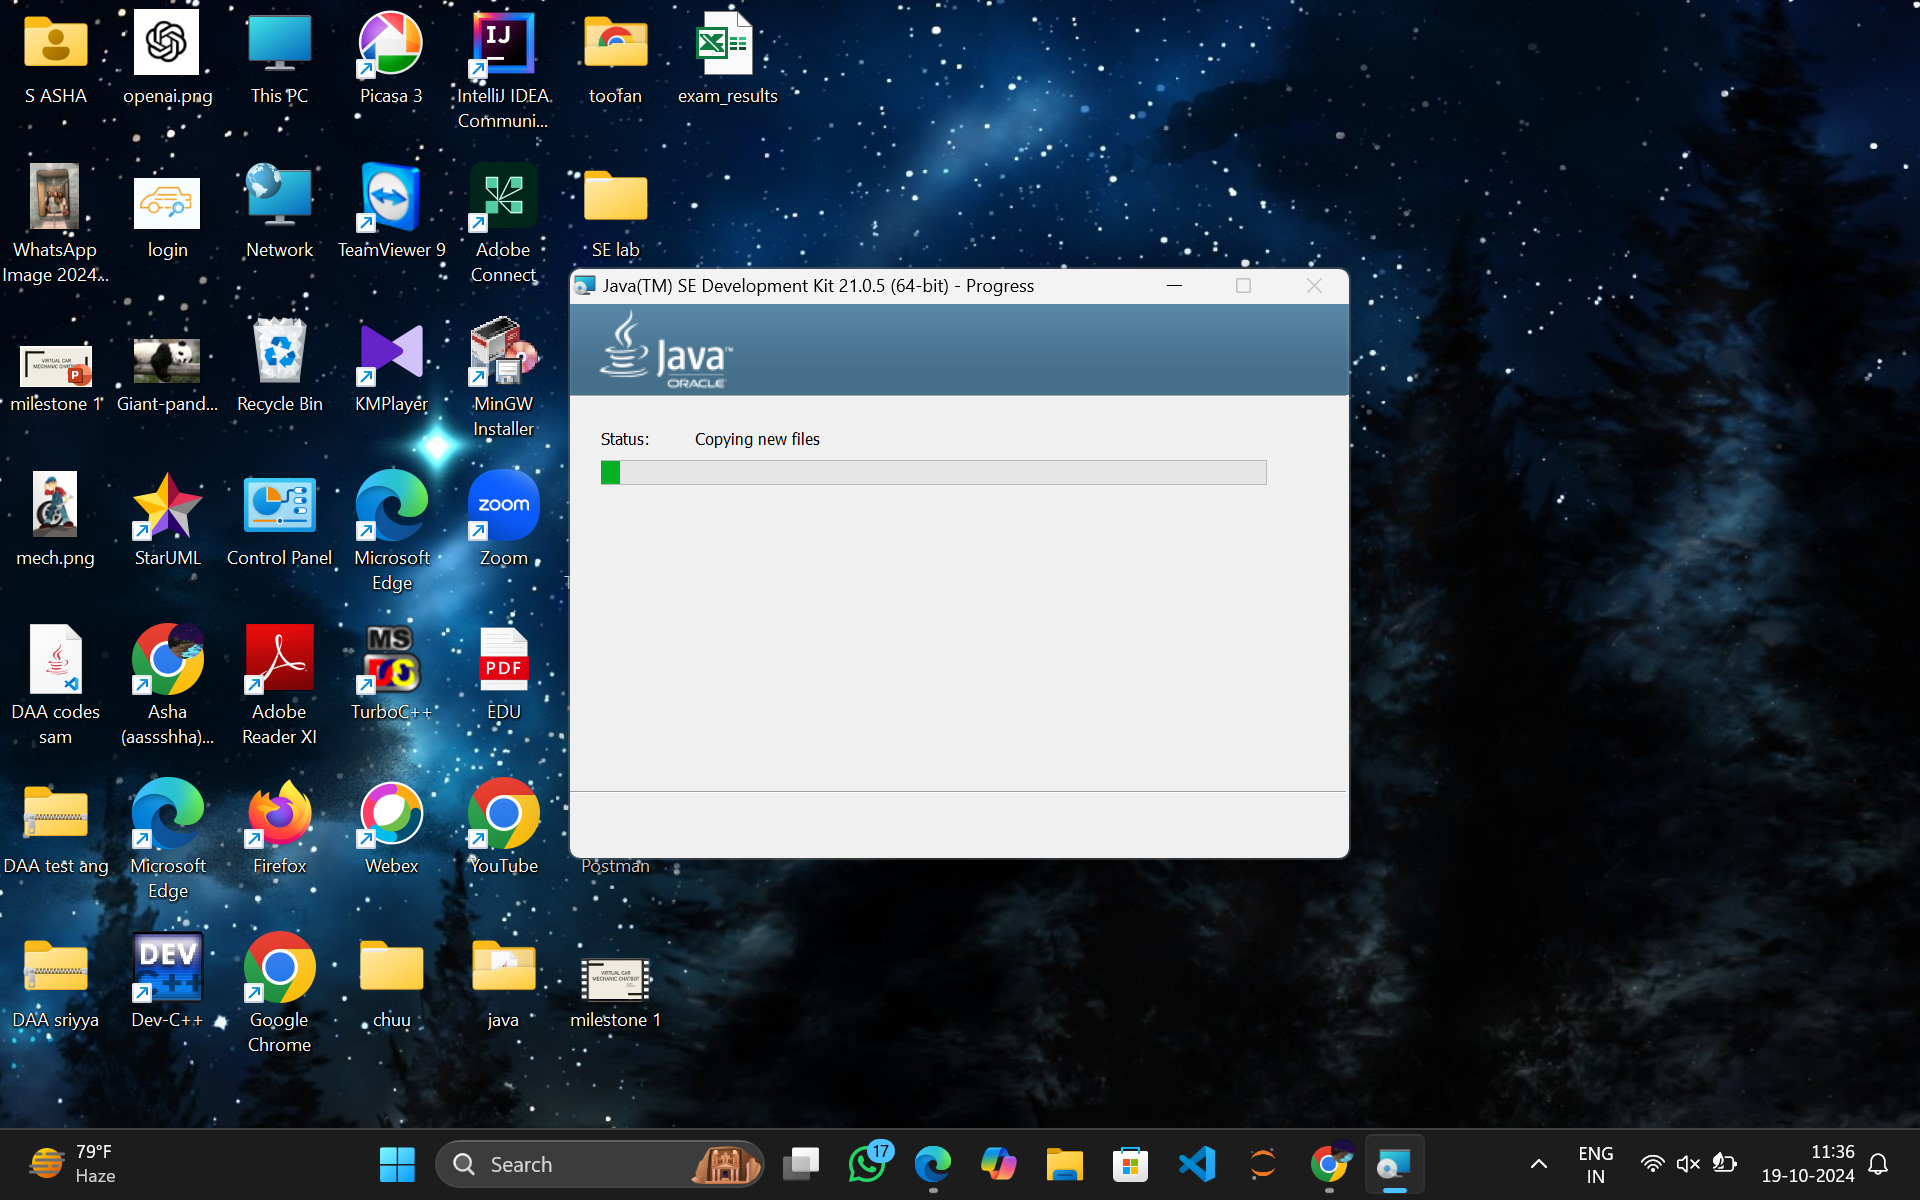 S ASHA
openai.png
This PC
Picasa 3
IJ
IntelliJ IDEA
Communi...
toofan
exam_results
WhatsApp
Image 2024...
login
Network
TeamViewer 9
Adobe
Connect
SE lab
milestone 1
Giant-pand...
Recycle Bin
KMPlayer
MinGW
Installer
mech.png
StarUML
Control Panel
Microsoft
Edge
zoom
Zoom
DAA codes
sam
Asha
(aassshha)...
Adobe
Reader XI
MS
TurboC++
PDF
EDU
DAA test ang
Microsoft
Edge
Firefox
Webex
YouTube
Postman
DAA sriyya
DEV
C++
Dev-C++
Google
Chrome
chuu
java
VIRTUAL CAR
MECHANIC CHATBOT
milestone 1
Java(TM) SE Development Kit 21.0.5 (64-bit) - Progress
Java™
ORACLE
Status: Copying new files
79°F
Haze
Search
17
ENG
IN
11:36
19-10-2024